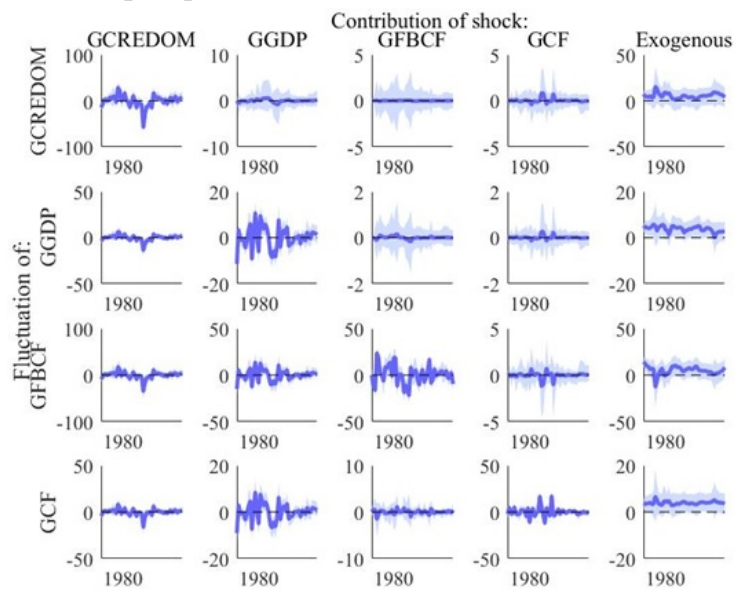 Contribution of shock:
GCREDOM GGDP GFBCF GCF Exogenous
Fluctuation of:
GCREDOM
100 10 5 5 50
0 0 0 0 0
-100 -10 -5 -5 -50
1980 1980 1980 1980 1980
GGDP
50 20 2 2 20
0 0 0 0 0
-50 -20 -2 -2 -20
1980 1980 1980 1980 1980
GFBCF
100 50 50 5 50
0 0 0 0 0
-100 -50 -50 -5 -50
1980 1980 1980 1980 1980
GCF
50 20 10 50 20
0 0 0 0 0
-50 -20 -10 -50 -20
1980 1980 1980 1980 1980